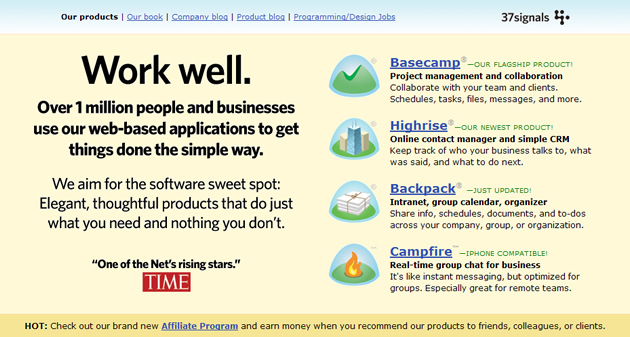 Our products | Our book | Company blog | Product blog | Programming/Design Jobs
37signals
Work well.
Over 1 million people and businesses
use our web-based applications to get
things done the simple way.
We aim for the software sweet spot:
Elegant, thoughtful products that do just
what you need and nothing you don't.
“One of the Net's rising stars.”
TIME
Basecamp® —OUR FLAGSHIP PRODUCT!
Project management and collaboration
Collaborate with your team and clients.
Schedules, tasks, files, messages, and more.
Highrise® —OUR NEWEST PRODUCT!
Online contact manager and simple CRM
Keep track of who your business talks to, what
was said, and what to do next.
Backpack® —JUST UPDATED!
Intranet, group calendar, organizer
Share info, schedules, documents, and to-dos
across your company, group, or organization.
Campfire™ —IPHONE COMPATIBLE!
Real-time group chat for business
It's like instant messaging, but optimized for
groups. Especially great for remote teams.
HOT: Check out our brand new Affiliate Program and earn money when you recommend our products to friends, colleagues, or clients.